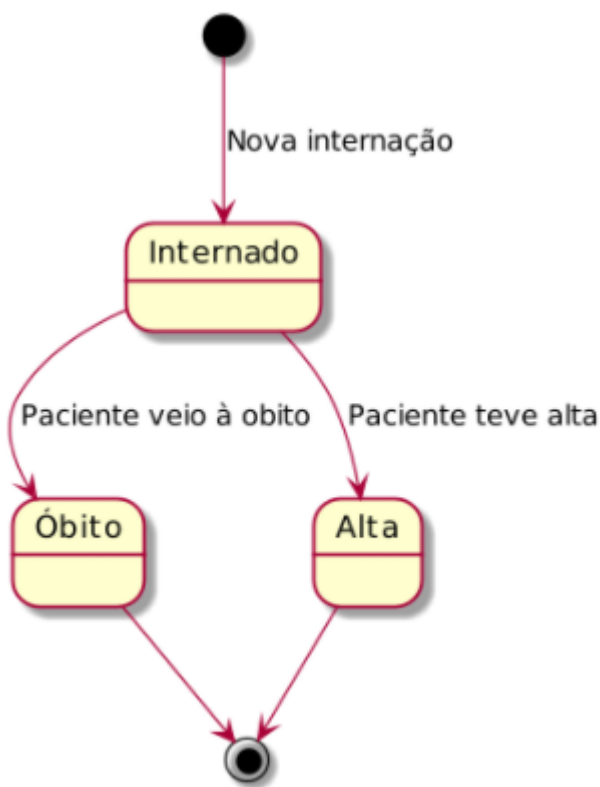 Nova internação
Internado
Paciente veio à obito
Paciente teve alta
Óbito
Alta